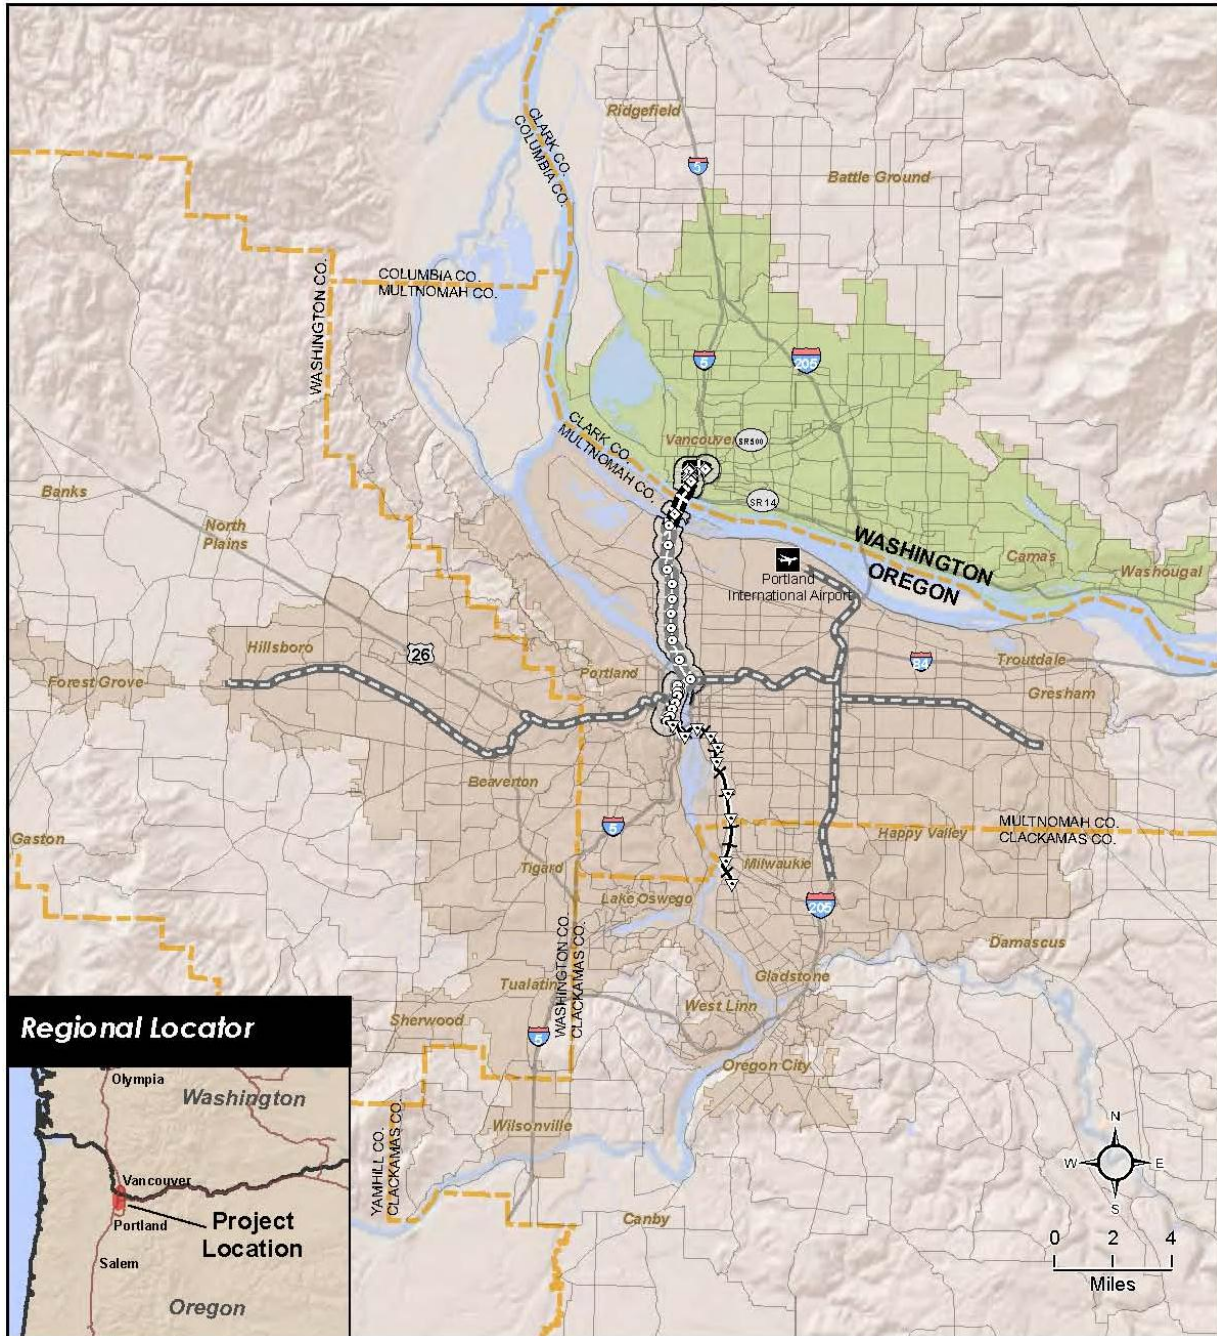 Ridgefield
CLARK CO.
COLUMBIA CO.
5
Battle Ground
WASHINGTON CO.
COLUMBIA CO.
MULTNOMAH CO.
5
205
CLARK CO.
MULTNOMAH CO.
Vancouver
SR500
Banks
SR14
North
Plains
WASHINGTON
OREGON
Camas
Washougal
Portland
International Airport
Hillsboro
26
Forest Grove
Portland
84
Troutdale
Gresham
Beaverton
5
MULTNOMAH CO.
CLACKAMAS CO.
Happy Valley
Gaston
Tigard
Milwaukie
Lake Oswego
205
WASHINGTON CO.
CLACKAMAS CO.
Damascus
Tualatin
Gladstone
West Linn
Sherwood
5
Oregon City
Wilsonville
YAMHILL CO.
CLACKAMAS CO.
Canby
N
W
E
S
0 2 4
Miles
Regional Locator
Olympia
Washington
Vancouver
Portland
Project
Location
Salem
Oregon